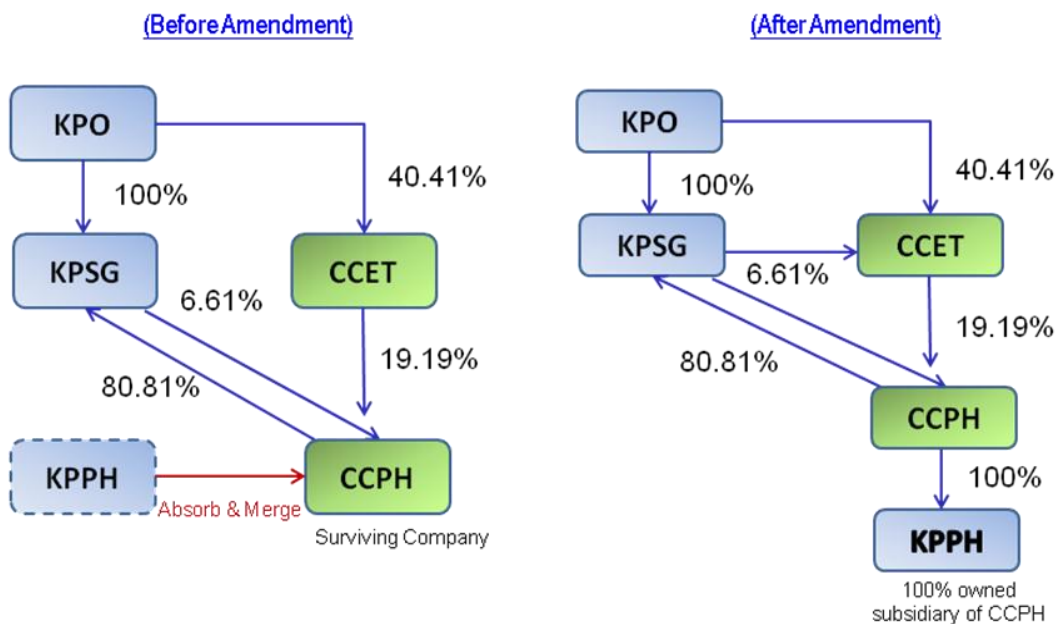 (Before Amendment)
KPO
100%
40.41%
KPSG
CCET
6.61%
80.81%
19.19%
KPPH
Absorb & Merge
CCPH
Surviving Company
(After Amendment)
KPO
100%
40.41%
KPSG
CCET
6.61%
80.81%
19.19%
CCPH
100%
KPPH
100% owned
subsidiary of CCPH